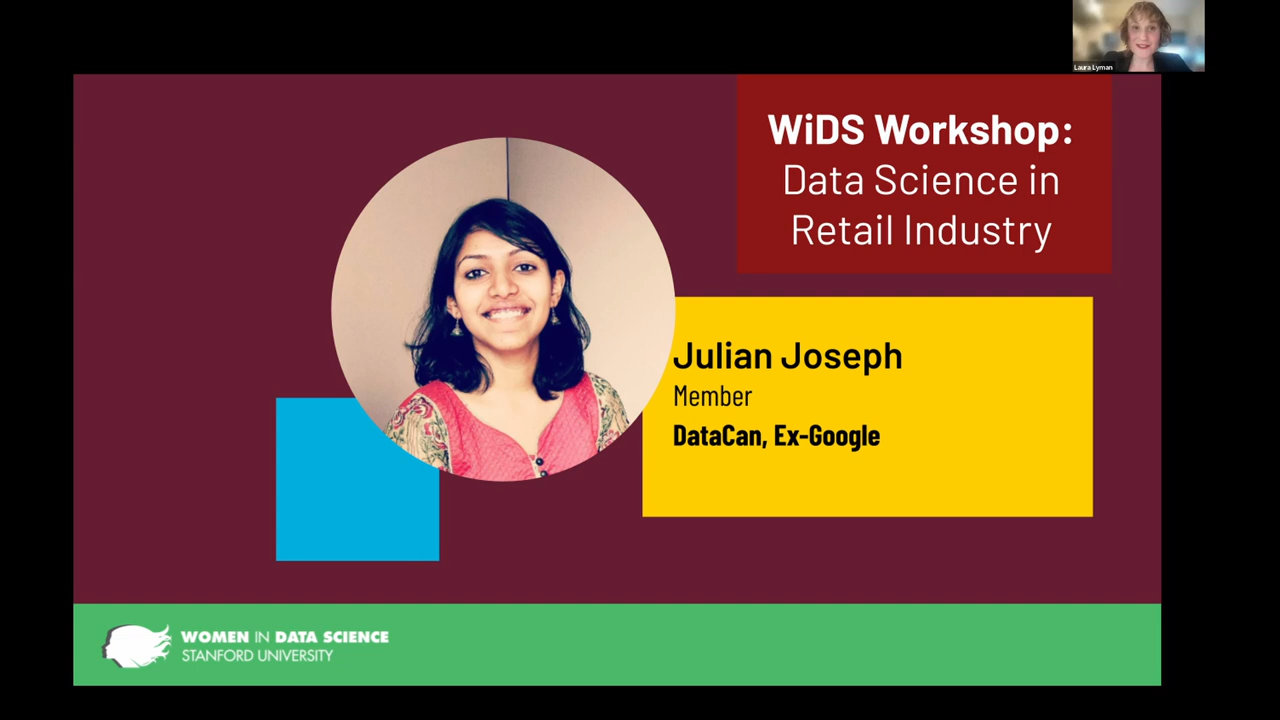 Laura Lyman
WiDS Workshop:
Data Science in
Retail Industry
Julian Joseph
Member
DataCan, Ex-Google
WOMEN IN DATA SCIENCE
STANFORD UNIVERSITY